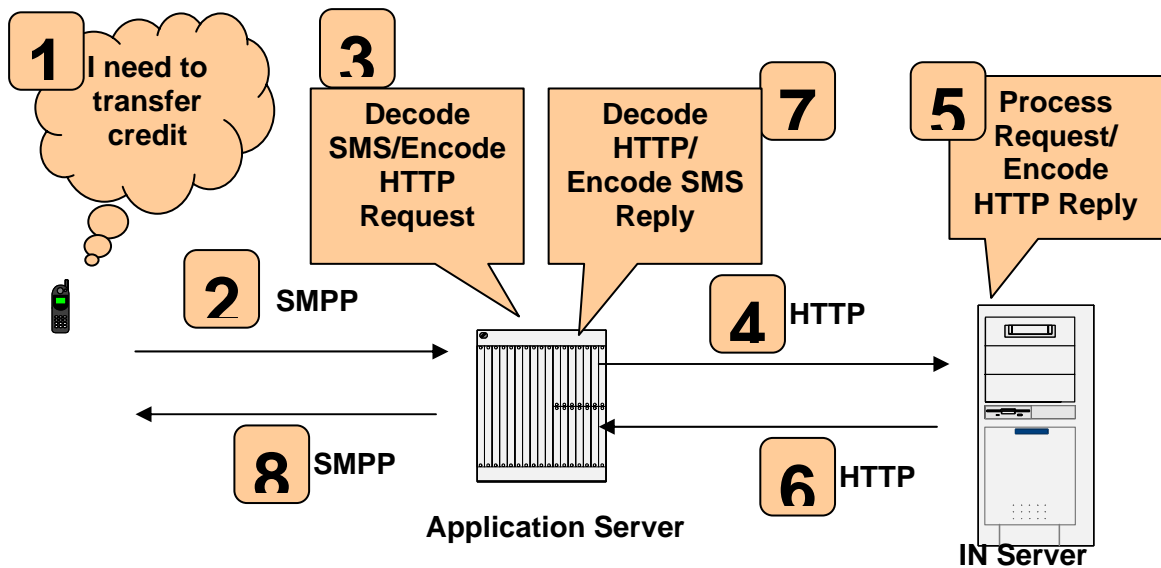 1
I need to
transfer
credit
2
SMPP
3
Decode
SMS/Encode
HTTP
Request
4
HTTP
5
Process
Request/
Encode
HTTP Reply
6
HTTP
7
Decode
HTTP/
Encode SMS
Reply
8
SMPP
Application Server
IN Server